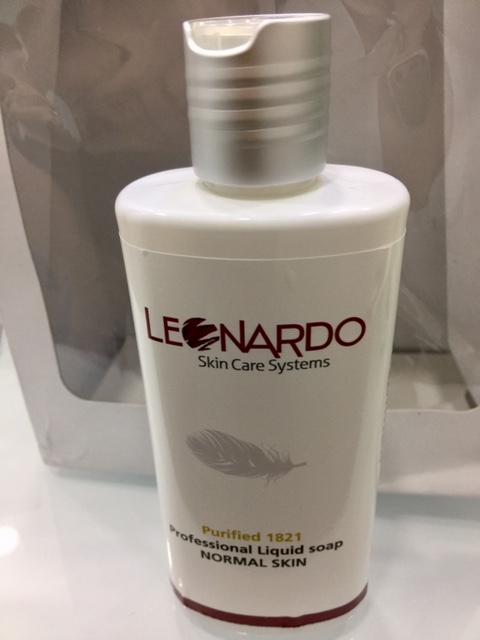 LEONARDO
Skin Care Systems
Purified 1821
Professional Liquid soap
NORMAL SKIN